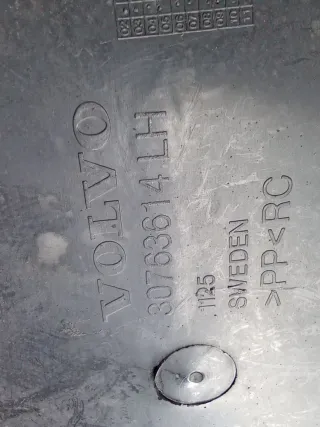 VOLVO
30763614 LH
1125
SWEDEN
>PP<RC